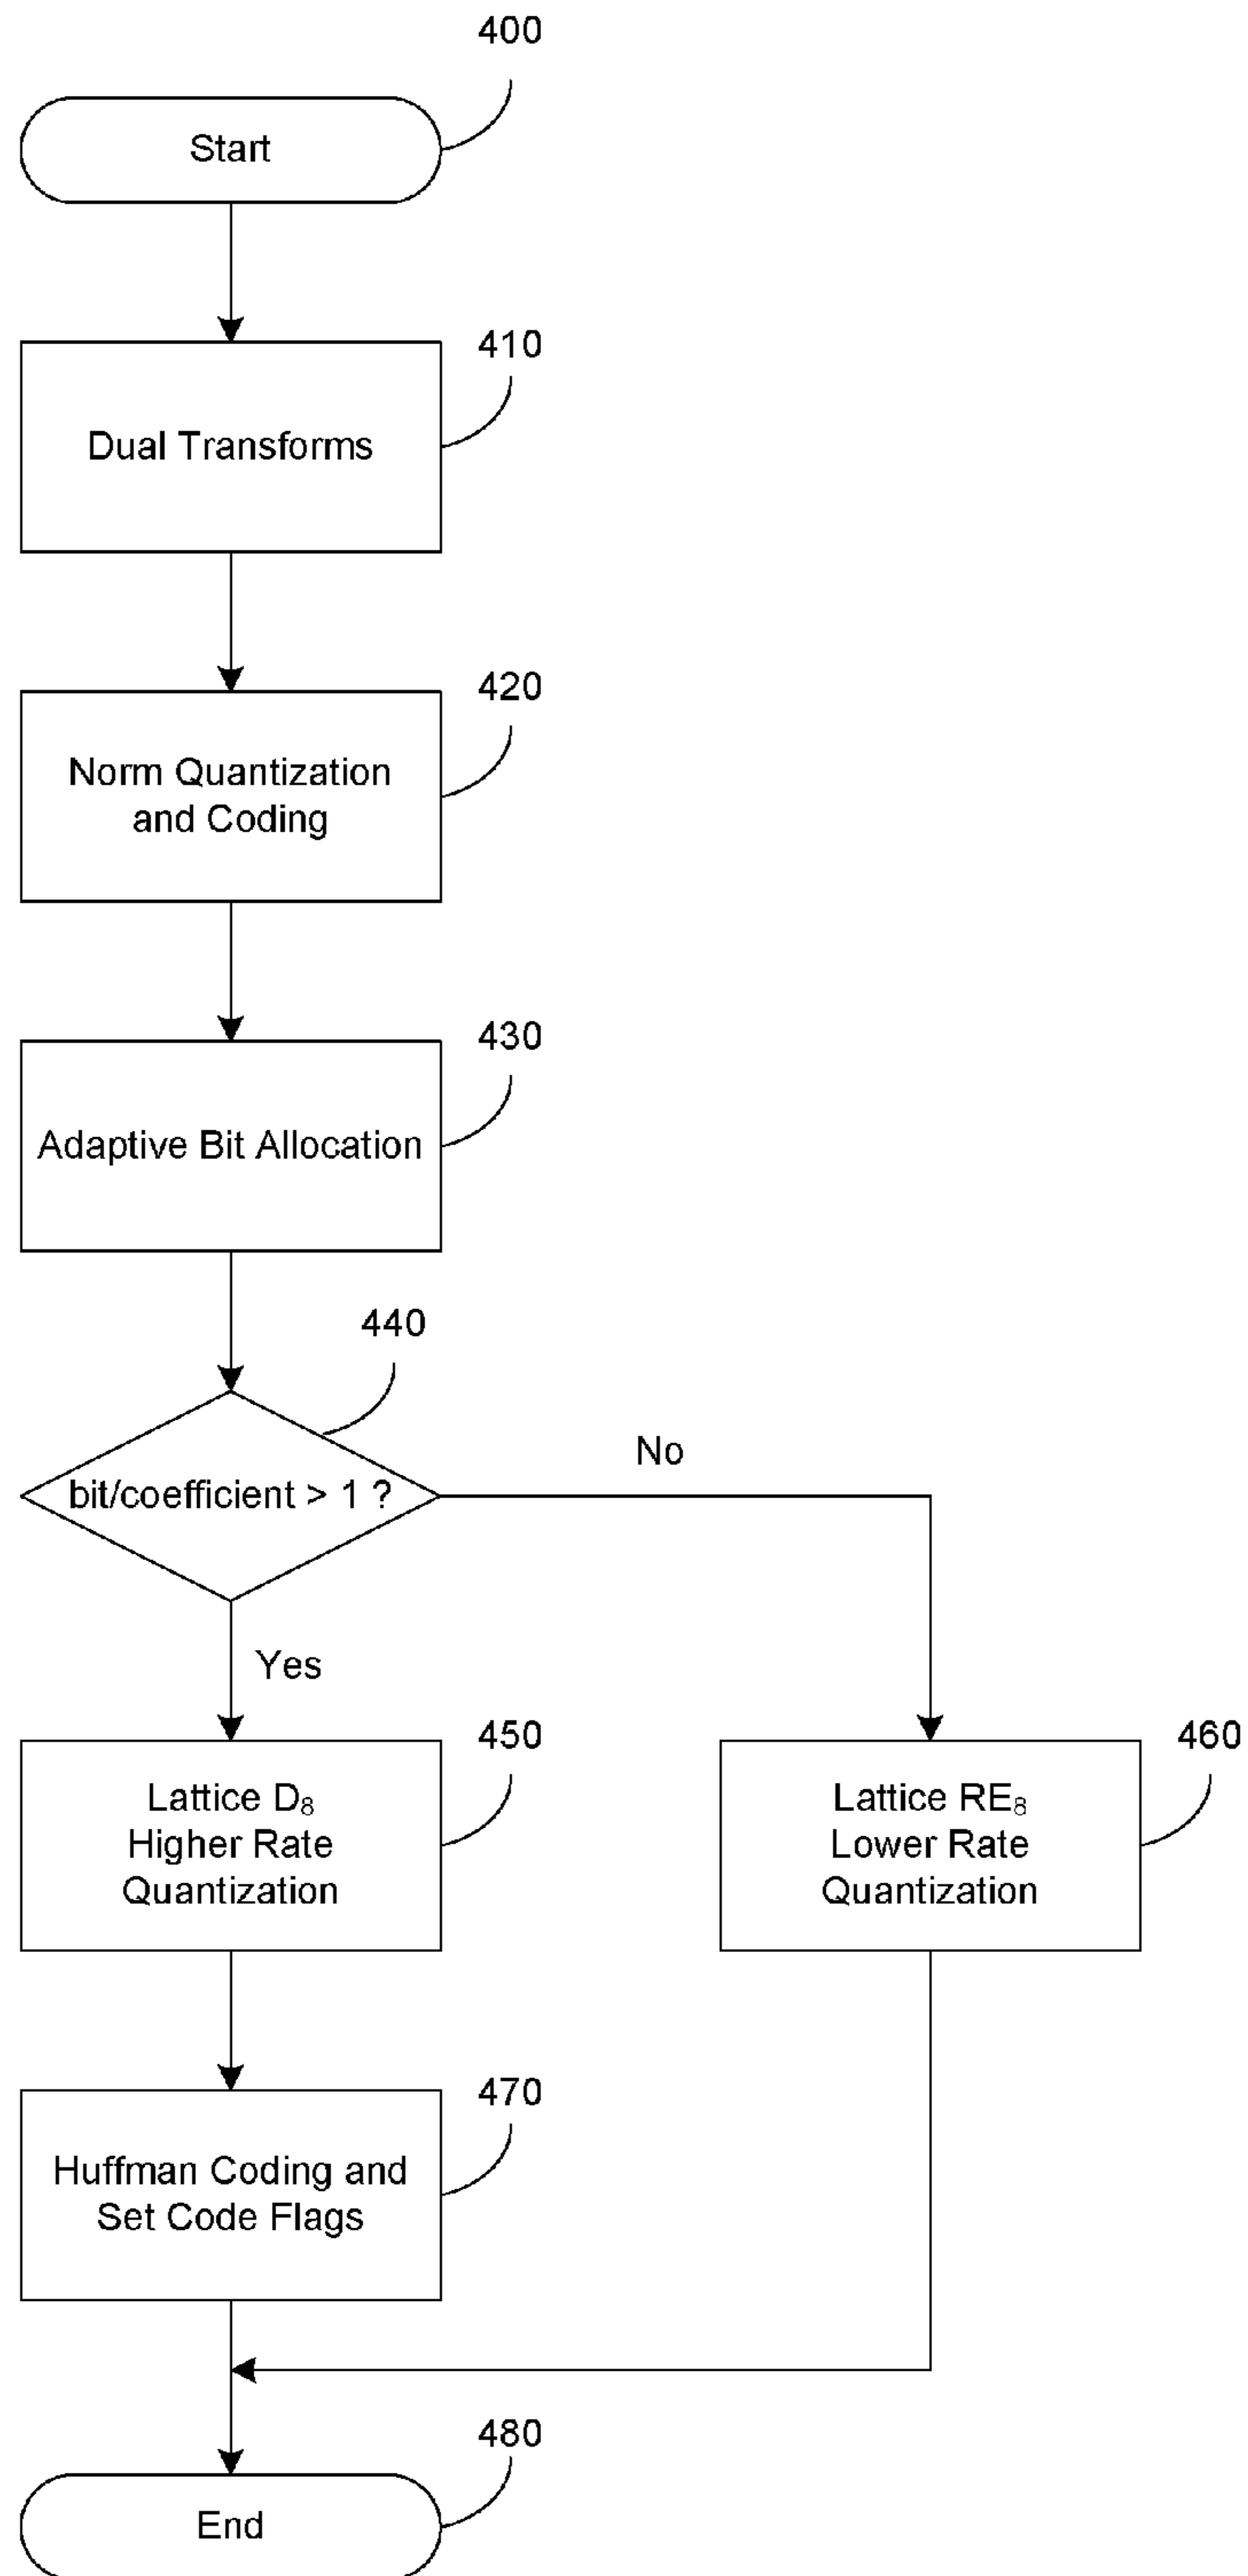 400
Start
410
Dual Transforms
420
Norm Quantization
and Coding
430
Adaptive Bit Allocation
440
bit/coefficient > 1 ?
No
Yes
450
Lattice D₈
Higher Rate
Quantization
460
Lattice RE₈
Lower Rate
Quantization
470
Huffman Coding and
Set Code Flags
480
End